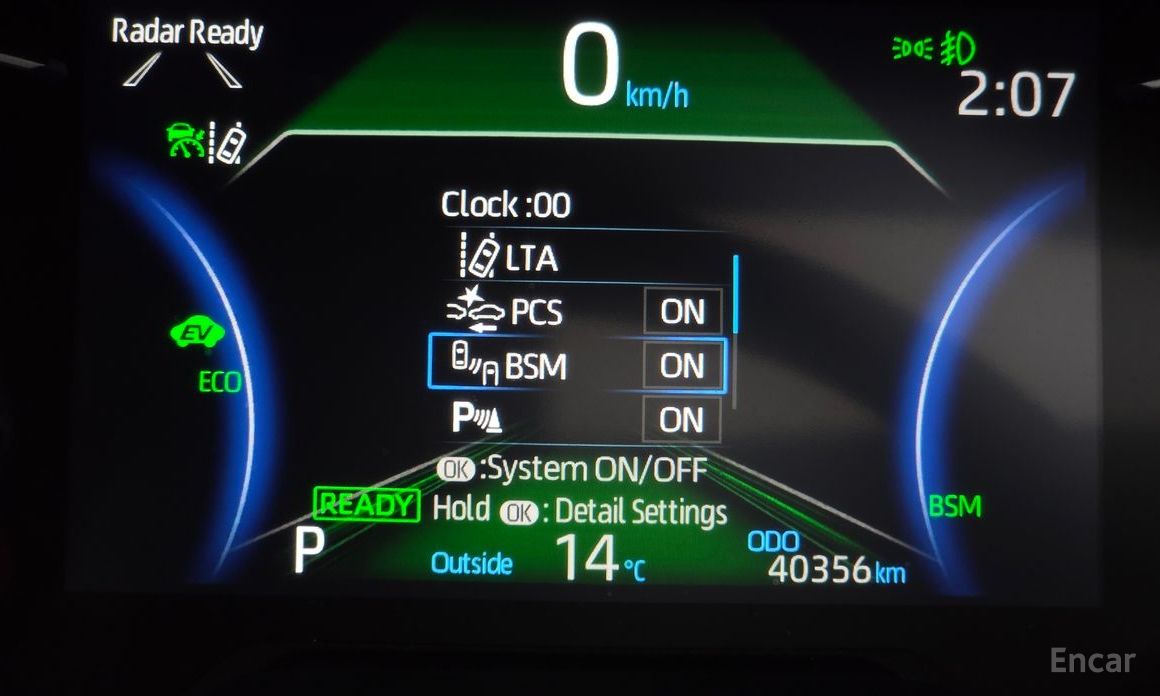 Radar Ready
0 km/h
2:07
Clock :00
LTA
PCS ON
BSM ON
P ON
EV
ECO
OK :System ON/OFF
READY
Hold OK : Detail Settings
BSM
P
Outside 14 °C
ODO
40356 km
Encar